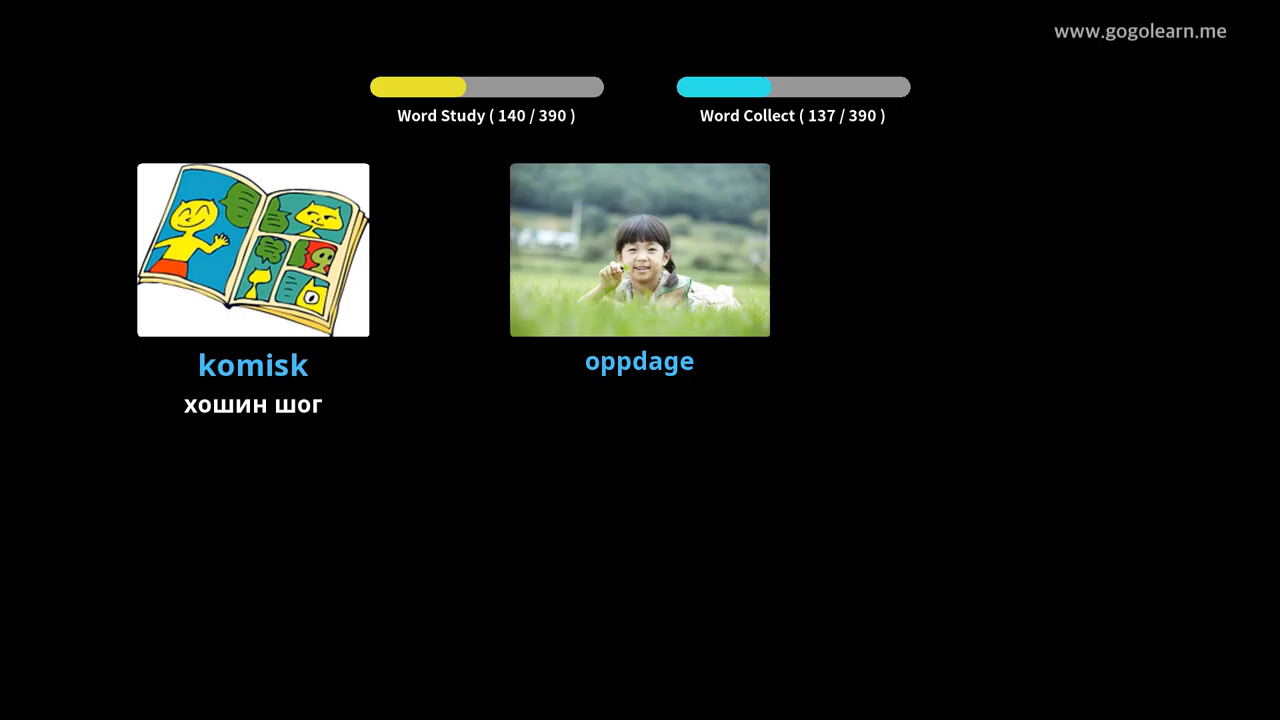 www.gogolearn.me
Word Study ( 140 / 390 )
Word Collect ( 137 / 390 )
komisk
хошин шог
oppdage